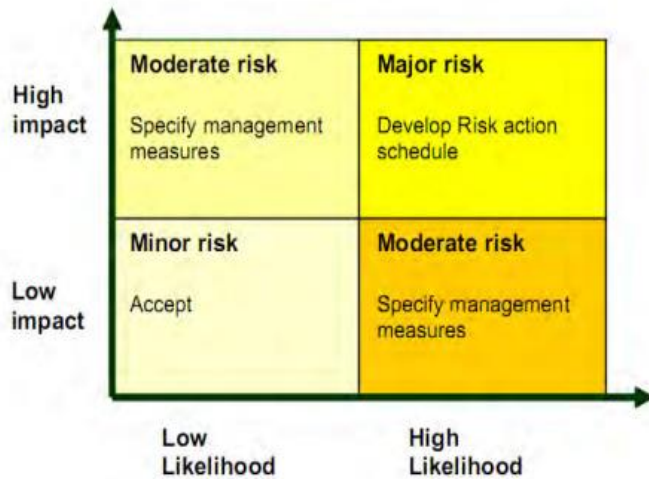 High
impact
Moderate risk
Specify management
measures
Major risk
Develop Risk action
schedule
Low
impact
Minor risk
Accept
Moderate risk
Specify management
measures
Low
Likelihood
High
Likelihood